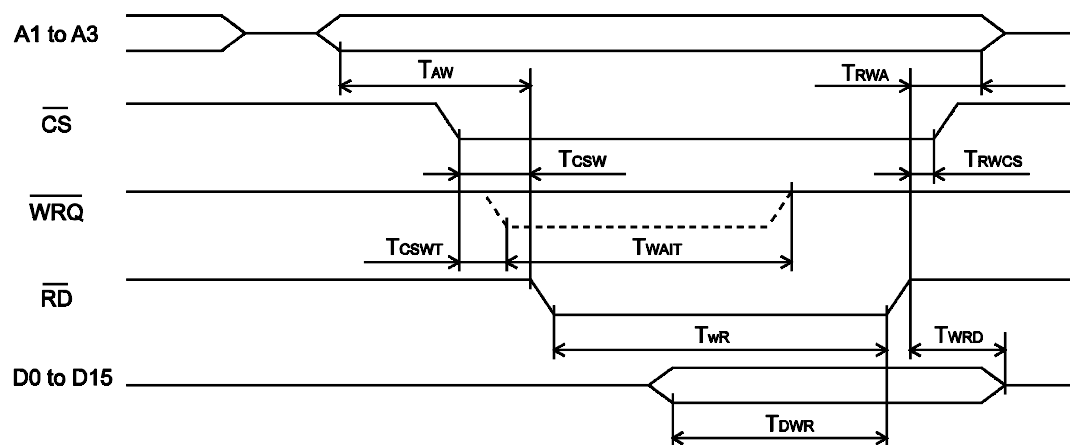 A1 to A3
TAW
TRWA
CS
TCSW
TRWCS
WRQ
TCSWT
TWAIT
RD
TwR
TWRD
D0 to D15
TDWR